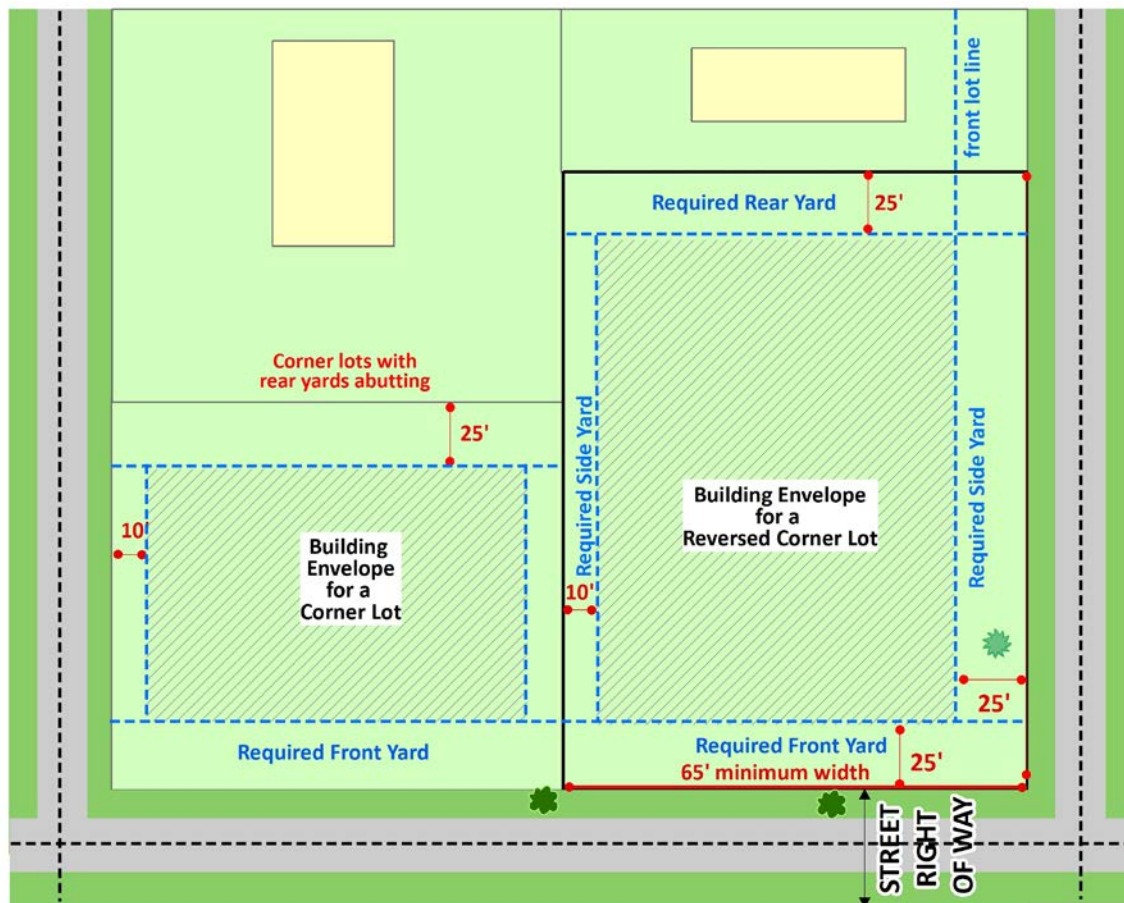 front lot line
Required Rear Yard
25'
Corner lots with
rear yards abutting
25'
Required Side Yard
Required Side Yard
Building Envelope
for a
Reversed Corner Lot
10
Building
Envelope
for a
Corner Lot
10'
25'
Required Front Yard
Required Front Yard
65' minimum width
25'
STREET
RIGHT
OF WAY